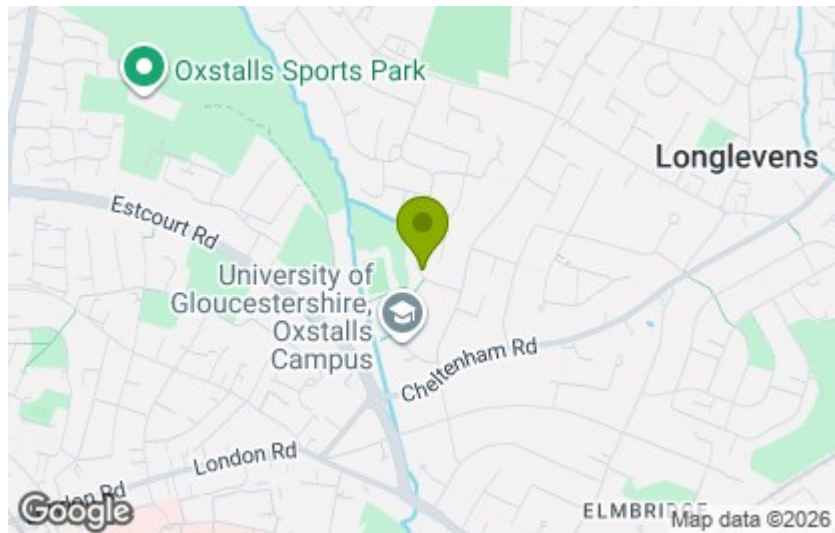 Oxstalls Sports Park
Longlevens
Estcourt Rd
University of
Gloucestershire,
Oxstalls
Campus
Cheltenham Rd
London Rd
Rd
Google
Map data ©2026